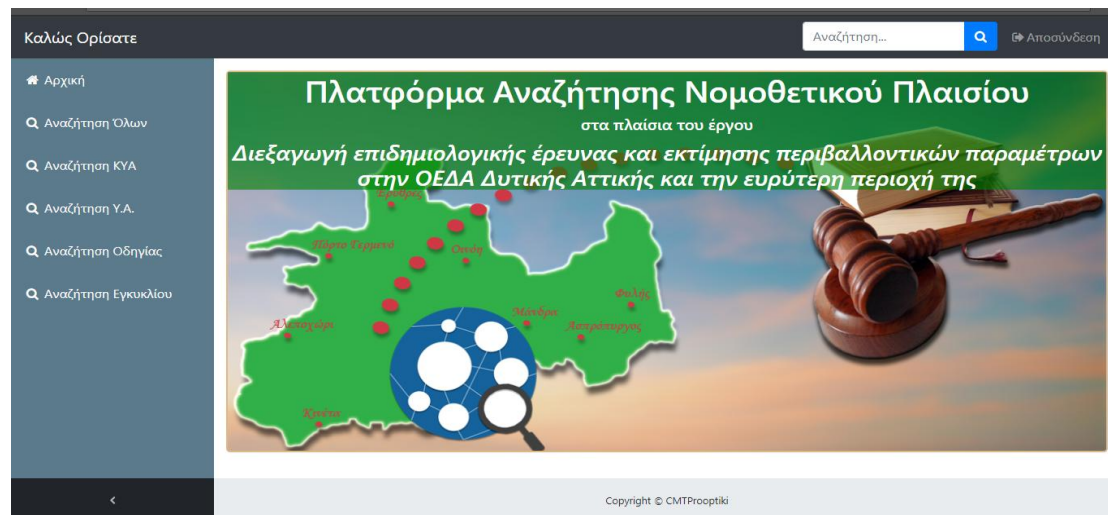 Καλώς Ορίσατε
Αναζήτηση...
Αποσύνδεση
Αρχική
Αναζήτηση Όλων
Αναζήτηση ΚΥΑ
Αναζήτηση Υ.Α.
Αναζήτηση Οδηγίας
Αναζήτηση Εγκυκλίου
Πλατφόρμα Αναζήτησης Νομοθετικού Πλαισίου
στα πλαίσια του έργου
Διεξαγωγή επιδημιολογικής έρευνας και εκτίμησης περιβαλλοντικών παραμέτρων
στην ΟΕΔΑ Δυτικής Αττικής και την ευρύτερη περιοχή της
Ερυθρές
Πόρτο Γερμενό
Οινόη
Φυλής
Αλεποχώρι
Μάνδρα
Ασπρόπυργος
Κινέτα
Copyright © CMTProoptiki